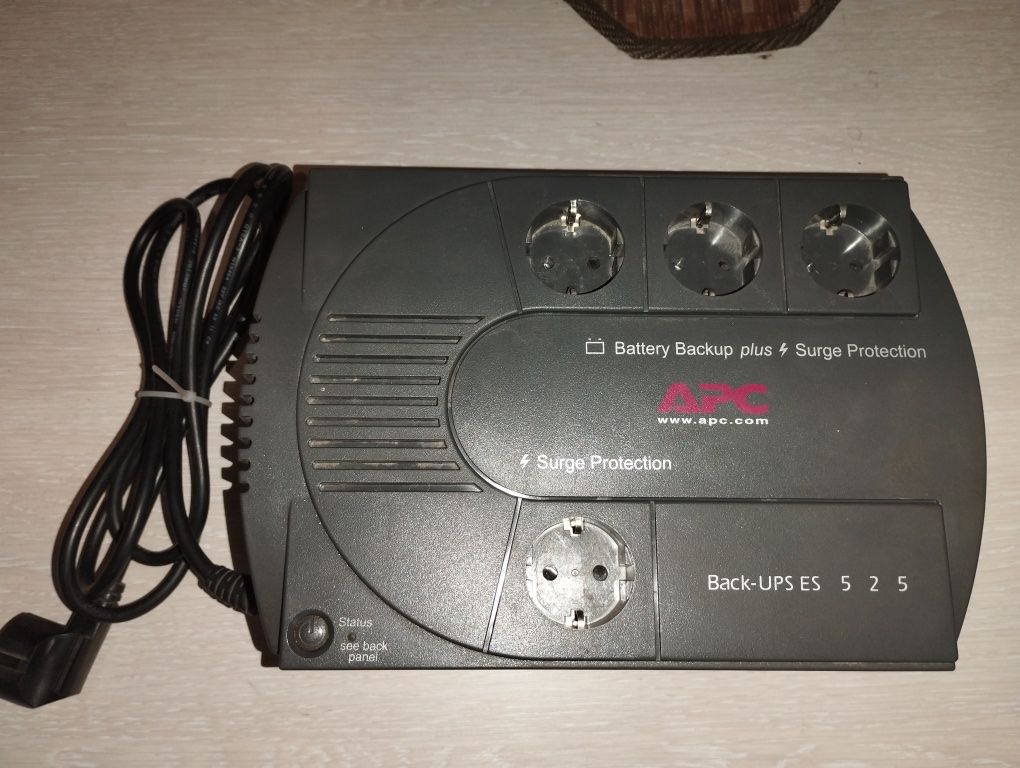 Battery Backup plus Surge Protection
APC
www.apc.com
Surge Protection
Back-UPS ES 5 2 5
Status
see back
panel